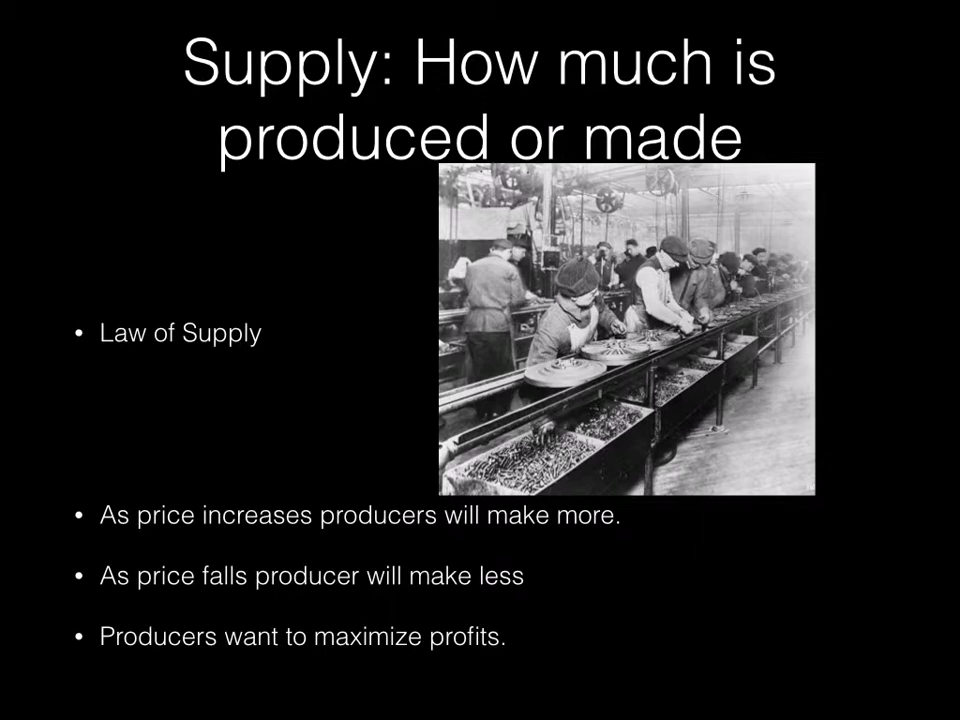 Supply: How much is
produced or made
• Law of Supply
• As price increases producers will make more.
• As price falls producer will make less
• Producers want to maximize profits.